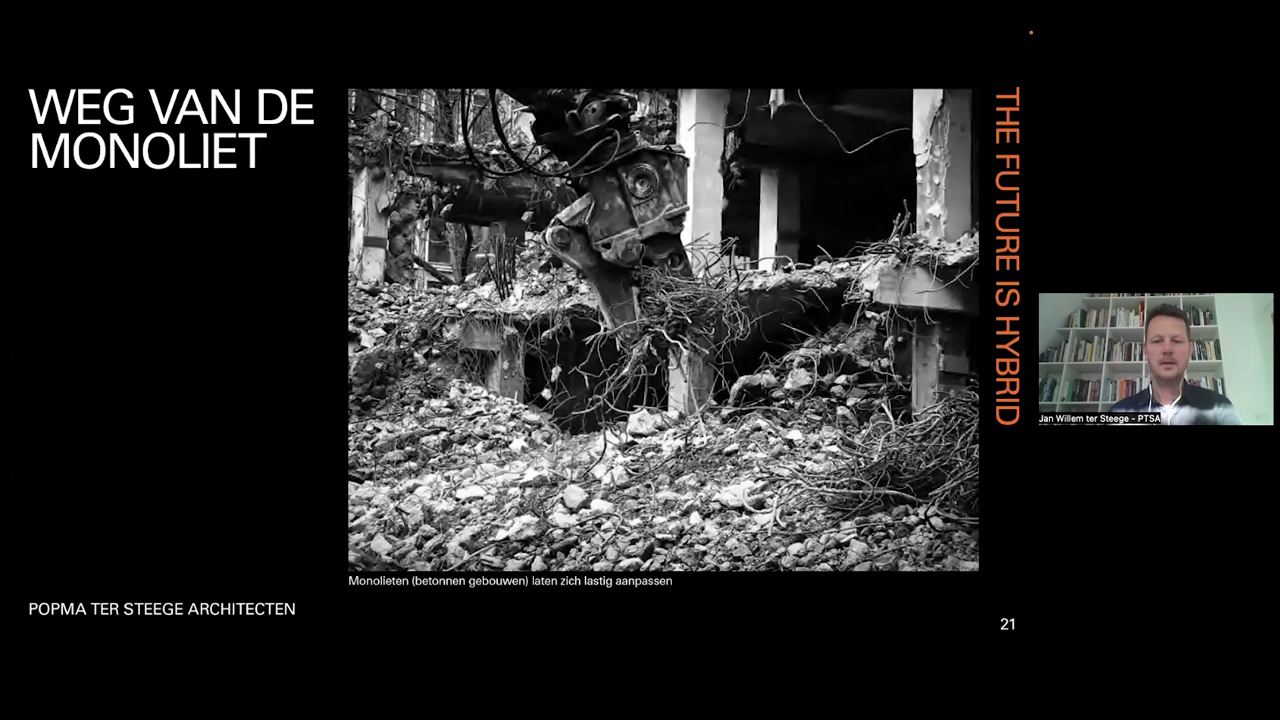 WEG VAN DE
MONOLIET
THE FUTURE IS HYBRID
Jan Willem ter Steege - PTSA
Monolieten (betonnen gebouwen) laten zich lastig aanpassen
POPMA TER STEEGE ARCHITECTEN
21